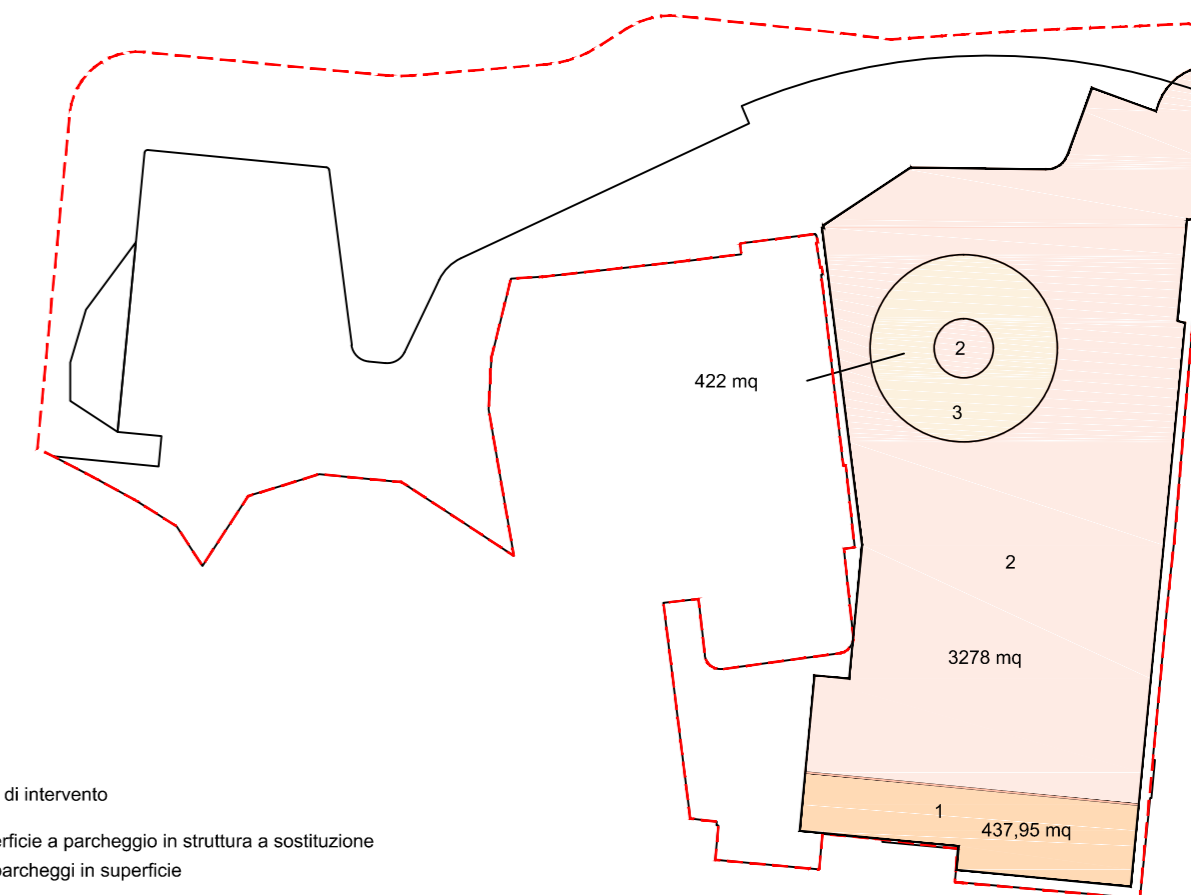 2
422 mq
3
2
3278 mq
1
437,95 mq
di intervento
rficie a parcheggio in struttura a sostituzione
parcheggi in superficie